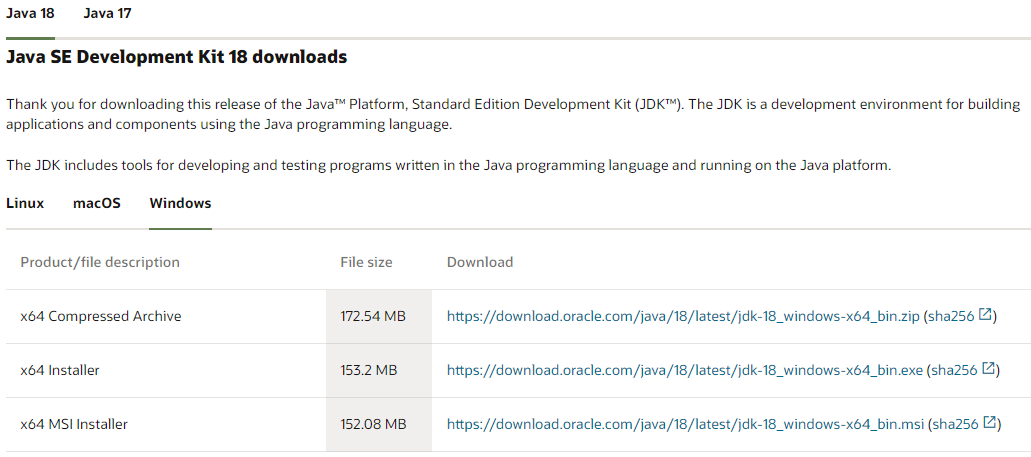 Java 18 Java 17
Java SE Development Kit 18 downloads
Thank you for downloading this release of the Java™ Platform, Standard Edition Development Kit (JDK™). The JDK is a development environment for building
applications and components using the Java programming language.
The JDK includes tools for developing and testing programs written in the Java programming language and running on the Java platform.
Linux macOS Windows
Product/file description File size Download
x64 Compressed Archive 172.54 MB https://download.oracle.com/java/18/latest/jdk-18_windows-x64_bin.zip (sha256)
x64 Installer 153.2 MB https://download.oracle.com/java/18/latest/jdk-18_windows-x64_bin.exe (sha256)
x64 MSI Installer 152.08 MB https://download.oracle.com/java/18/latest/jdk-18_windows-x64_bin.msi (sha256)